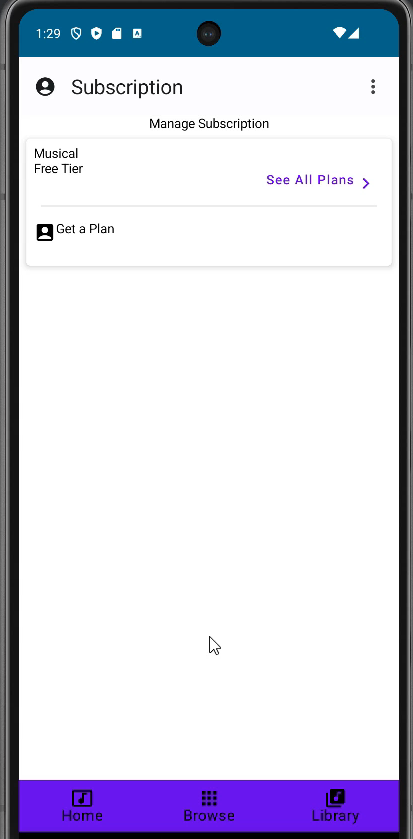 1:29
Subscription
Manage Subscription
Musical
Free Tier
See All Plans
Get a Plan
Home
Browse
Library